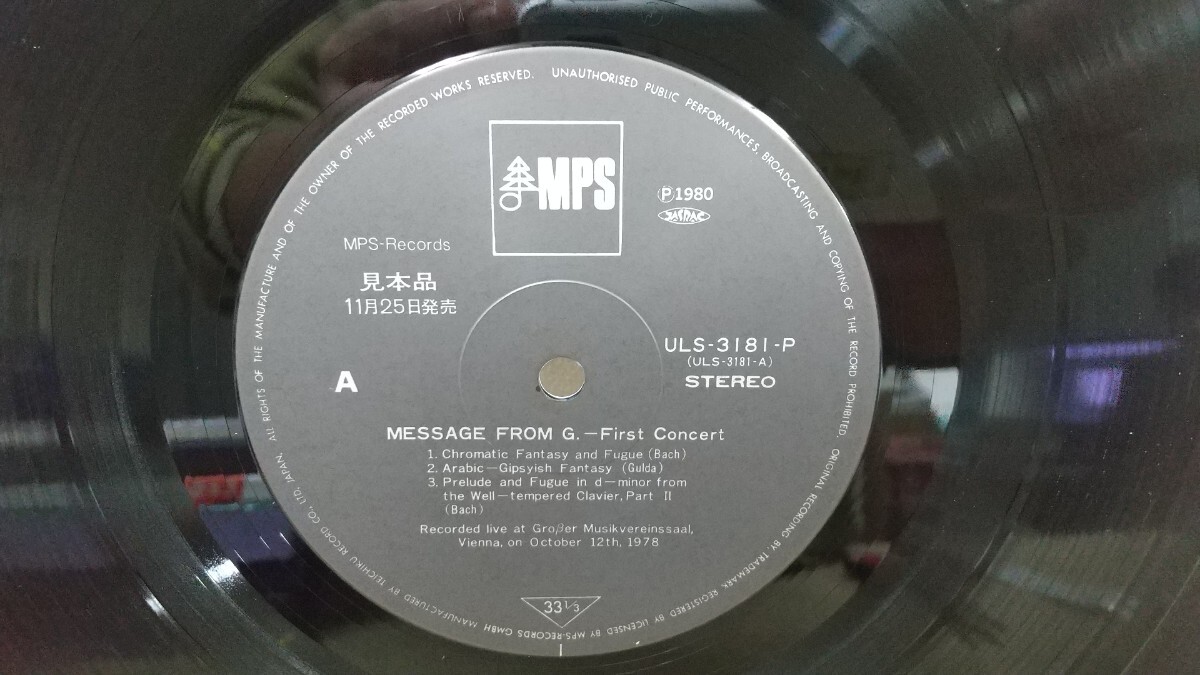 ALL RIGHTS OF THE MANUFACTURE AND OF THE OWNER OF THE RECORDED WORKS RESERVED. UNAUTHORISED PUBLIC PERFORMANCES, BROADCASTING AND COPYING OF THE RECORD PROHIBITED. ORIGINAL RECORDING BY TRADEMARK REGISTERED BY LICENSED BY MPS-RECORDS GMBH MANUFACTURED BY TEICHIKU RECORD CO., LTD, JAPAN.
MPS
℗1980
JASRAC
MPS-Records
見本品
11月25日発売
ULS-3181-P
(ULS-3181-A)
A
STEREO
MESSAGE FROM G.—First Concert
1. Chromatic Fantasy and Fugue (Bach)
2. Arabic—Gipsyish Fantasy (Gulda)
3. Prelude and Fugue in d—minor from
the Well—tempered Clavier, Part II
(Bach)
Recorded live at Großer Musikvereinssaal,
Vienna, on October 12th, 1978
33 1/3